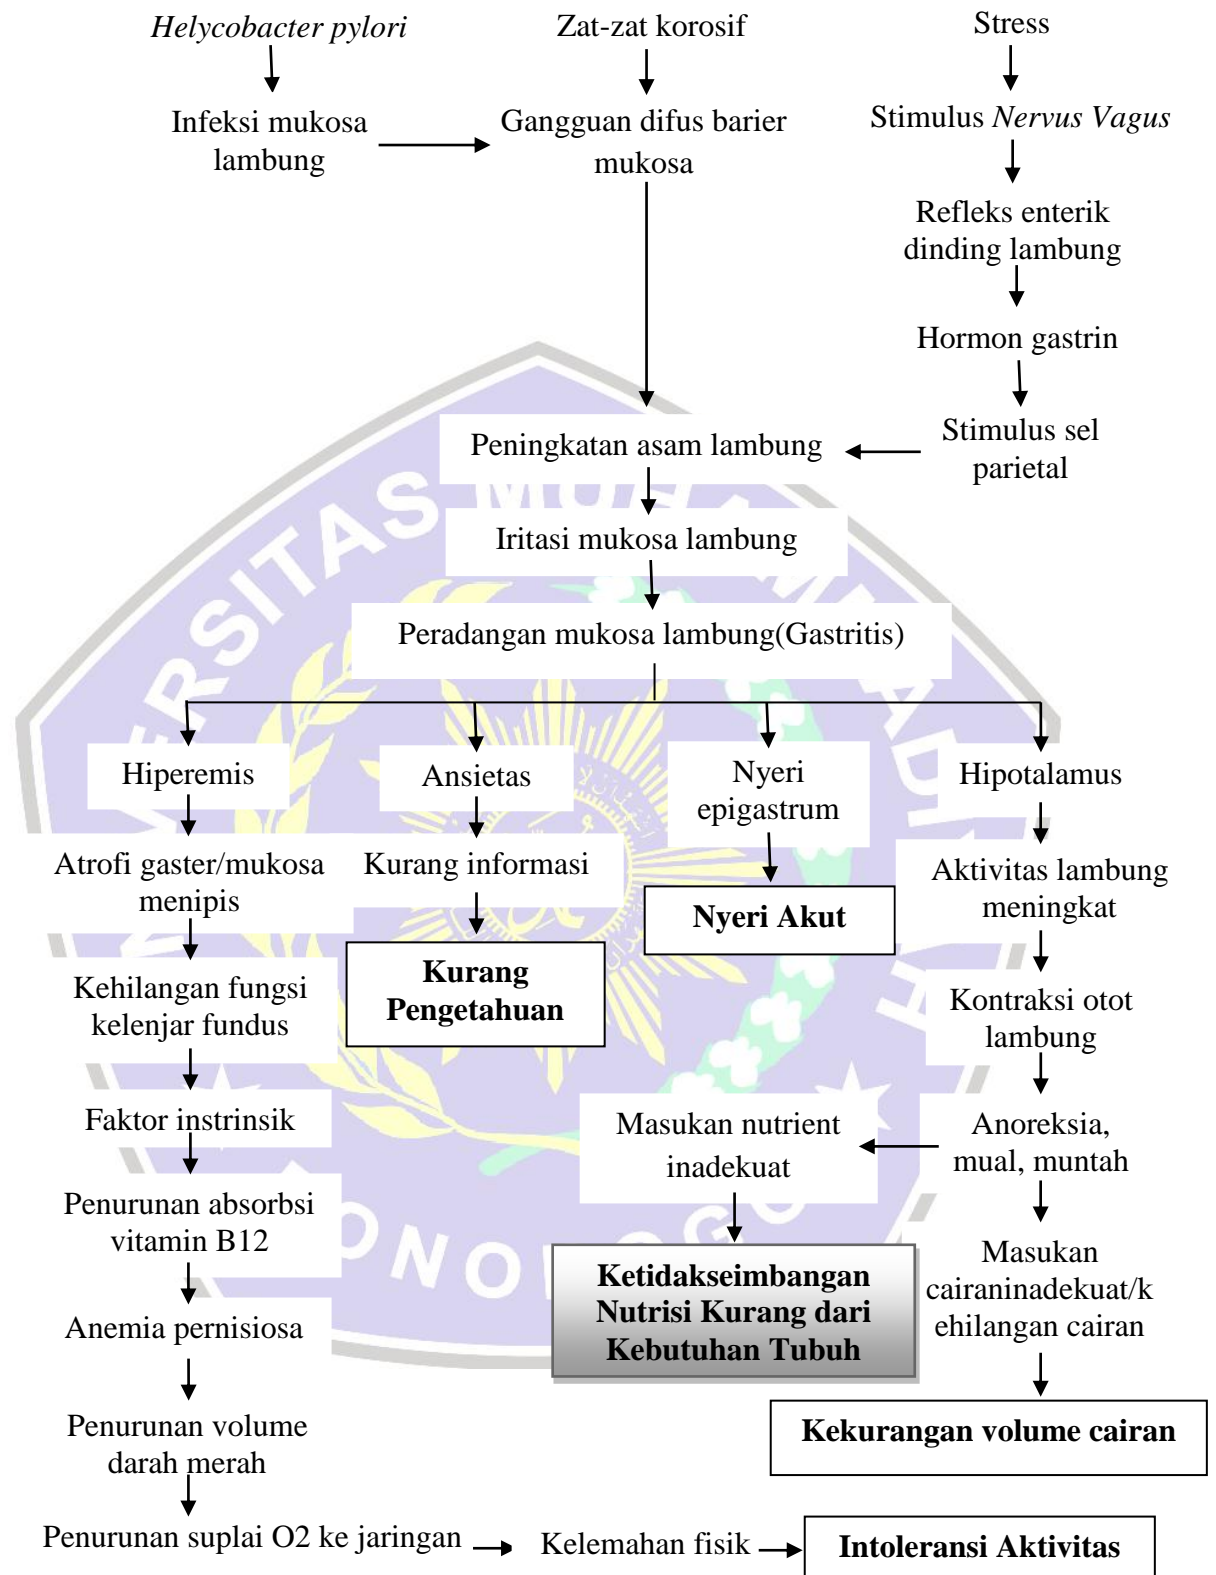 Helycobacter pylori
Zat-zat korosif
Stress
Infeksi mukosa
lambung
Gangguan difus barier
mukosa
Stimulus Nervus Vagus
Refleks enterik
dinding lambung
Hormon gastrin
Stimulus sel
parietal
Peningkatan asam lambung
Iritasi mukosa lambung
Peradangan mukosa lambung(Gastritis)
Hiperemis
Ansietas
Nyeri
epigastrum
Hipotalamus
Atrofi gaster/mukosa
menipis
Kurang informasi
Nyeri Akut
Aktivitas lambung
meningkat
Kehilangan fungsi
kelenjar fundus
Kurang
Pengetahuan
Kontraksi otot
lambung
Faktor instrinsik
Masukan nutrient
inadekuat
Anoreksia,
mual, muntah
Penurunan absorbsi
vitamin B12
Ketidakseimbangan
Nutrisi Kurang dari
Kebutuhan Tubuh
Masukan
cairaninadekuat/k
ehilangan cairan
Anemia pernisiosa
Kekurangan volume cairan
Penurunan volume
darah merah
Penurunan suplai O2 ke jaringan
Kelemahan fisik
Intoleransi Aktivitas